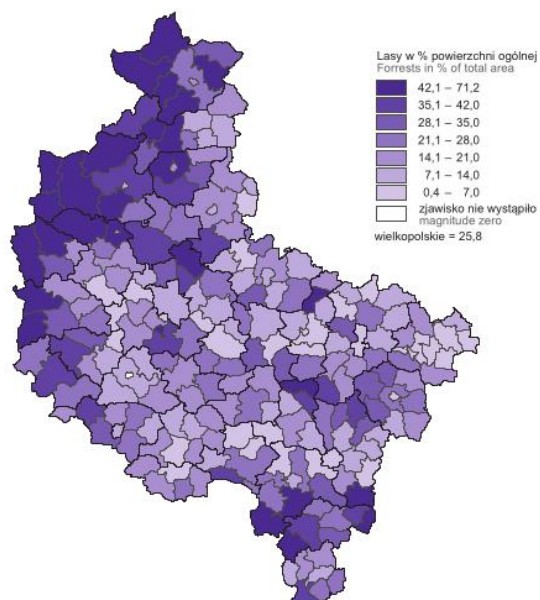 Lasy w % powierzchni ogólnej
Forrests in % of total area
42,1 – 71,2
35,1 – 42,0
28,1 – 35,0
21,1 – 28,0
14,1 – 21,0
7,1 – 14,0
0,4 – 7,0
zjawisko nie wystąpiło
magnitude zero
wielkopolskie = 25,8